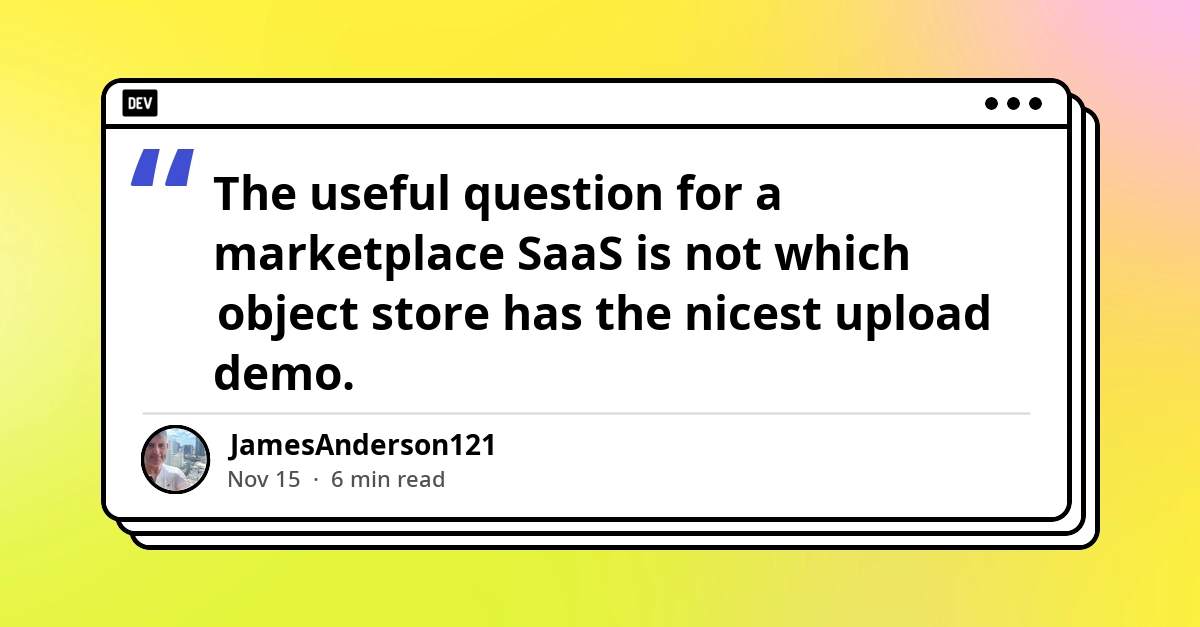 DEV
“ The useful question for a
marketplace SaaS is not which
object store has the nicest upload
demo.
JamesAnderson121
Nov 15 · 6 min read